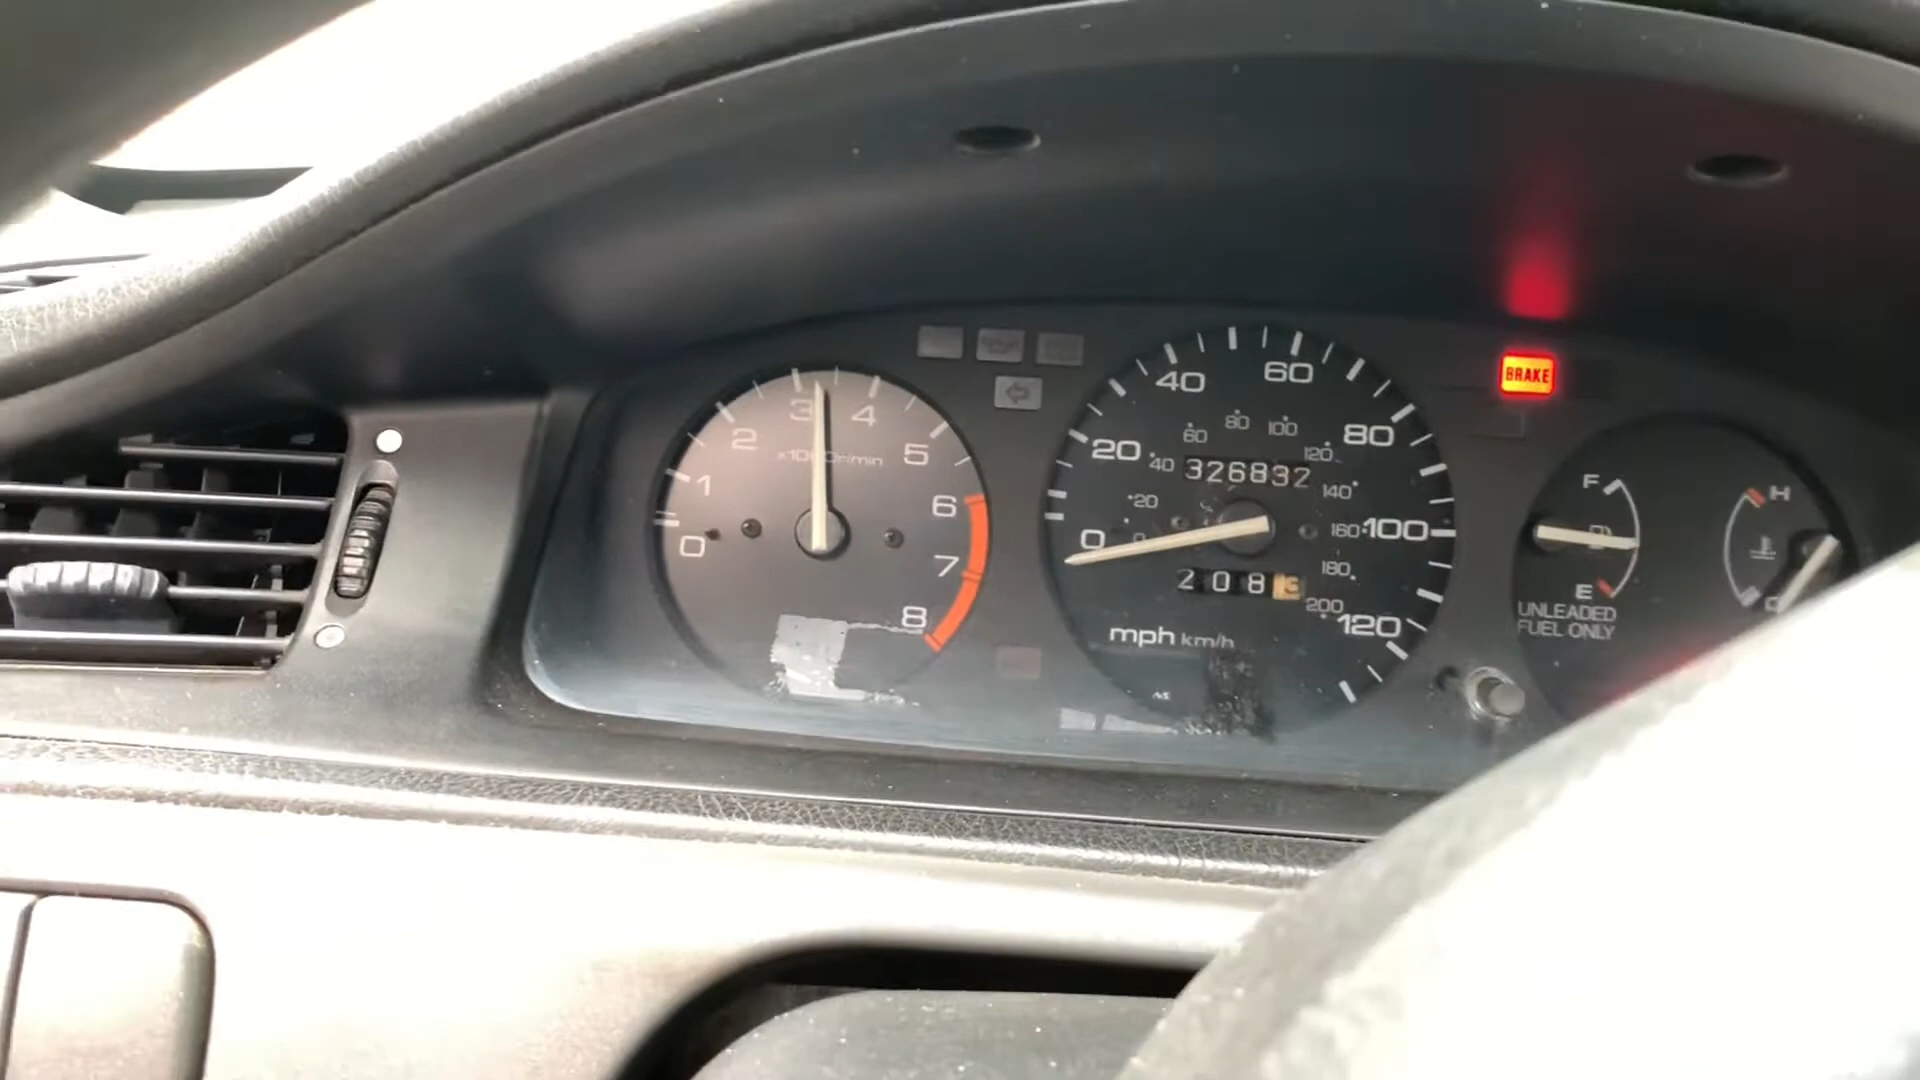 0 1 2 3 4 5 6 7 8
r/min
0 20 40 60 80 100 120
20 40 60 80 100 120 140 160 180 200
326832
2083
mph km/h
BRAKE
F
E
UNLEADED
FUEL ONLY
H